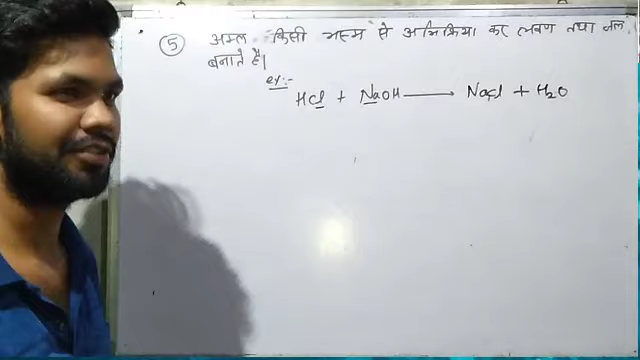 ⑤ अम्ल किसी भस्म से अभिक्रिया कर लवण तथा जल
बनाते हैं।
ex:-
HCl + NaOH ⟶ NaCl + H₂O